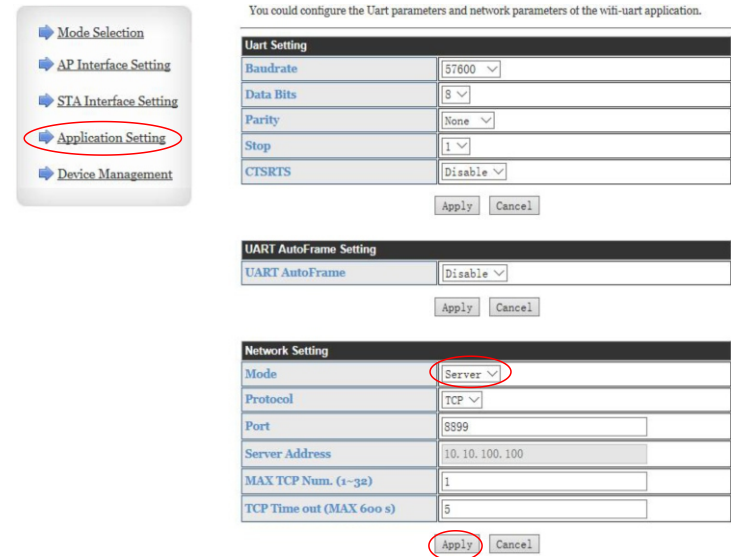 You could configure the Uart parameters and network parameters of the wifi-uart application.
Mode Selection
AP Interface Setting
STA Interface Setting
Application Setting
Device Management
Uart Setting
Baudrate 57600
Data Bits 8
Parity None
Stop 1
CTSRTS Disable
Apply Cancel
UART AutoFrame Setting
UART AutoFrame Disable
Apply Cancel
Network Setting
Mode Server
Protocol TCP
Port 8899
Server Address 10.10.100.100
MAX TCP Num. (1~32) 1
TCP Time out (MAX 600 s) 5
Apply Cancel